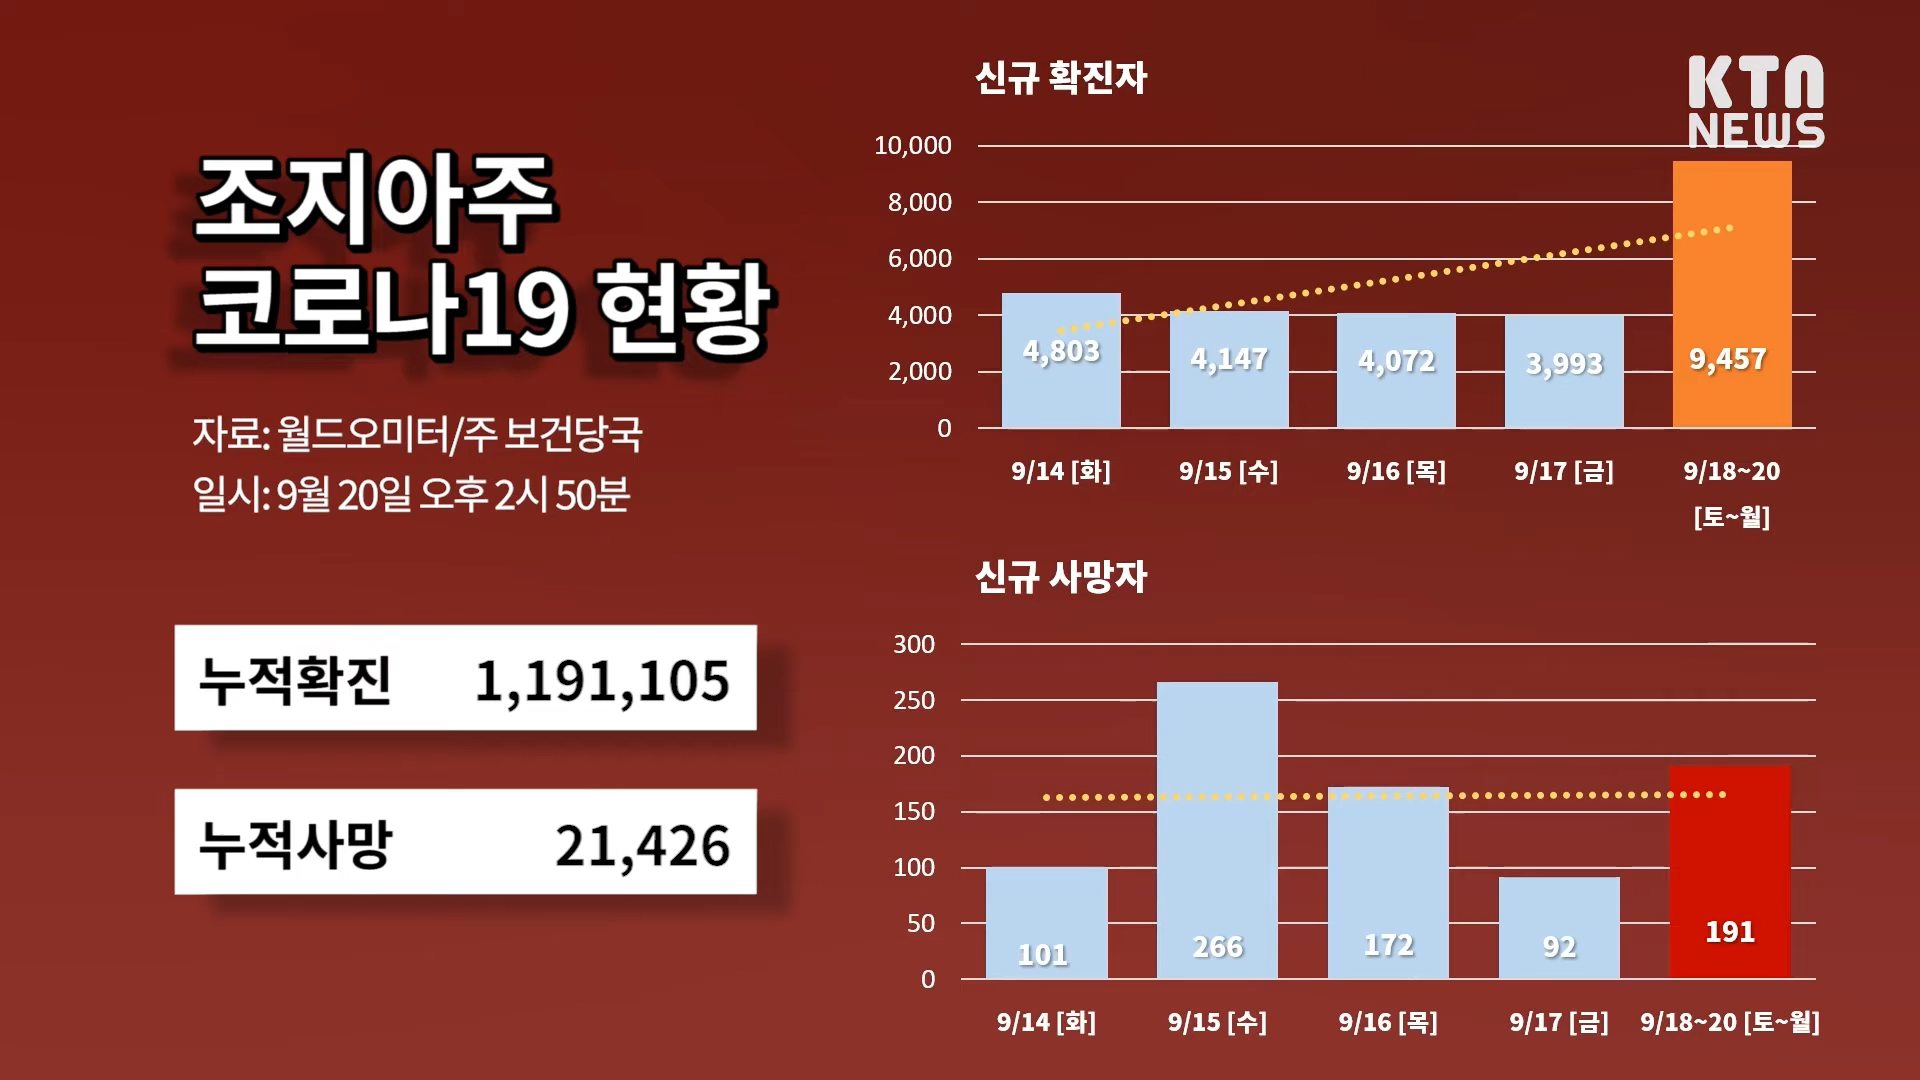 조지아주
코로나19 현황
자료: 월드오미터/주 보건당국
일시: 9월 20일 오후 2시 50분
누적확진 1,191,105
누적사망 21,426
KTN
NEWS
신규 확진자
10,000
8,000
6,000
4,000
2,000
0
4,803 4,147 4,072 3,993 9,457
9/14 [화] 9/15 [수] 9/16 [목] 9/17 [금] 9/18~20
[토~월]
신규 사망자
300
250
200
150
100
50
0
101 266 172 92 191
9/14 [화] 9/15 [수] 9/16 [목] 9/17 [금] 9/18~20 [토~월]